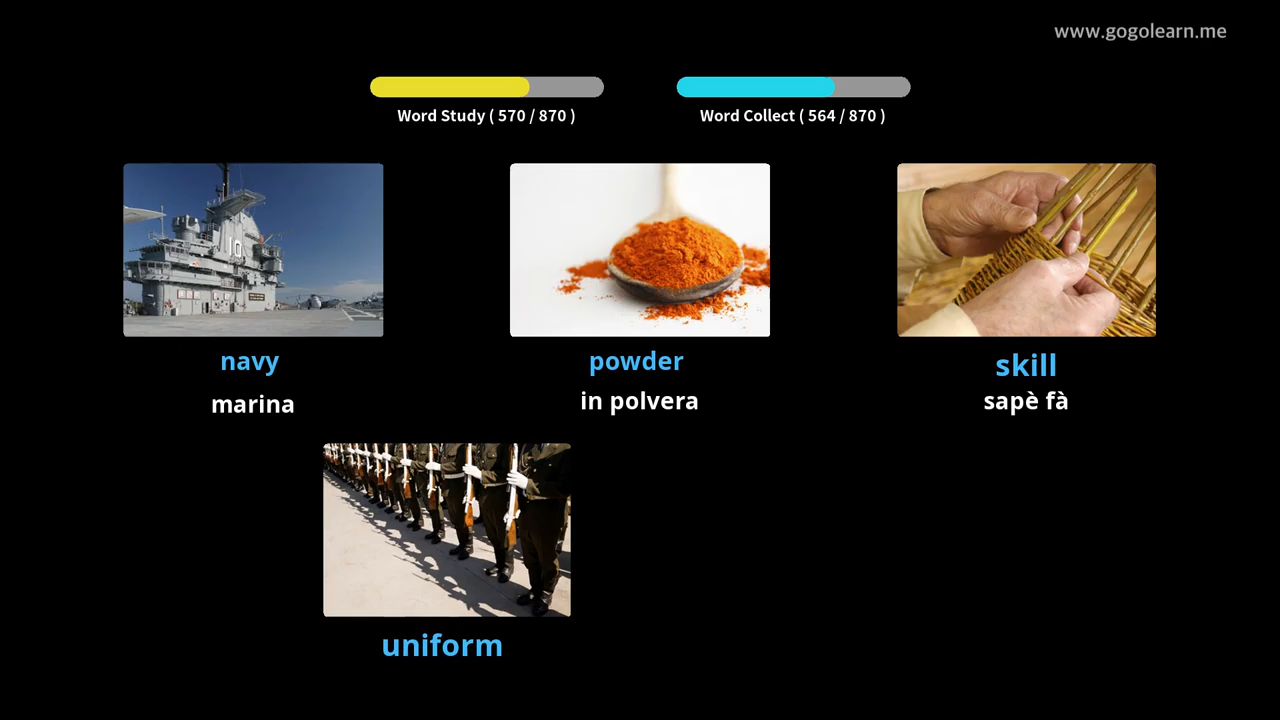 www.gogolearn.me
Word Study ( 570 / 870 )
Word Collect ( 564 / 870 )
navy
powder
skill
marina
in polvera
sapè fà
uniform